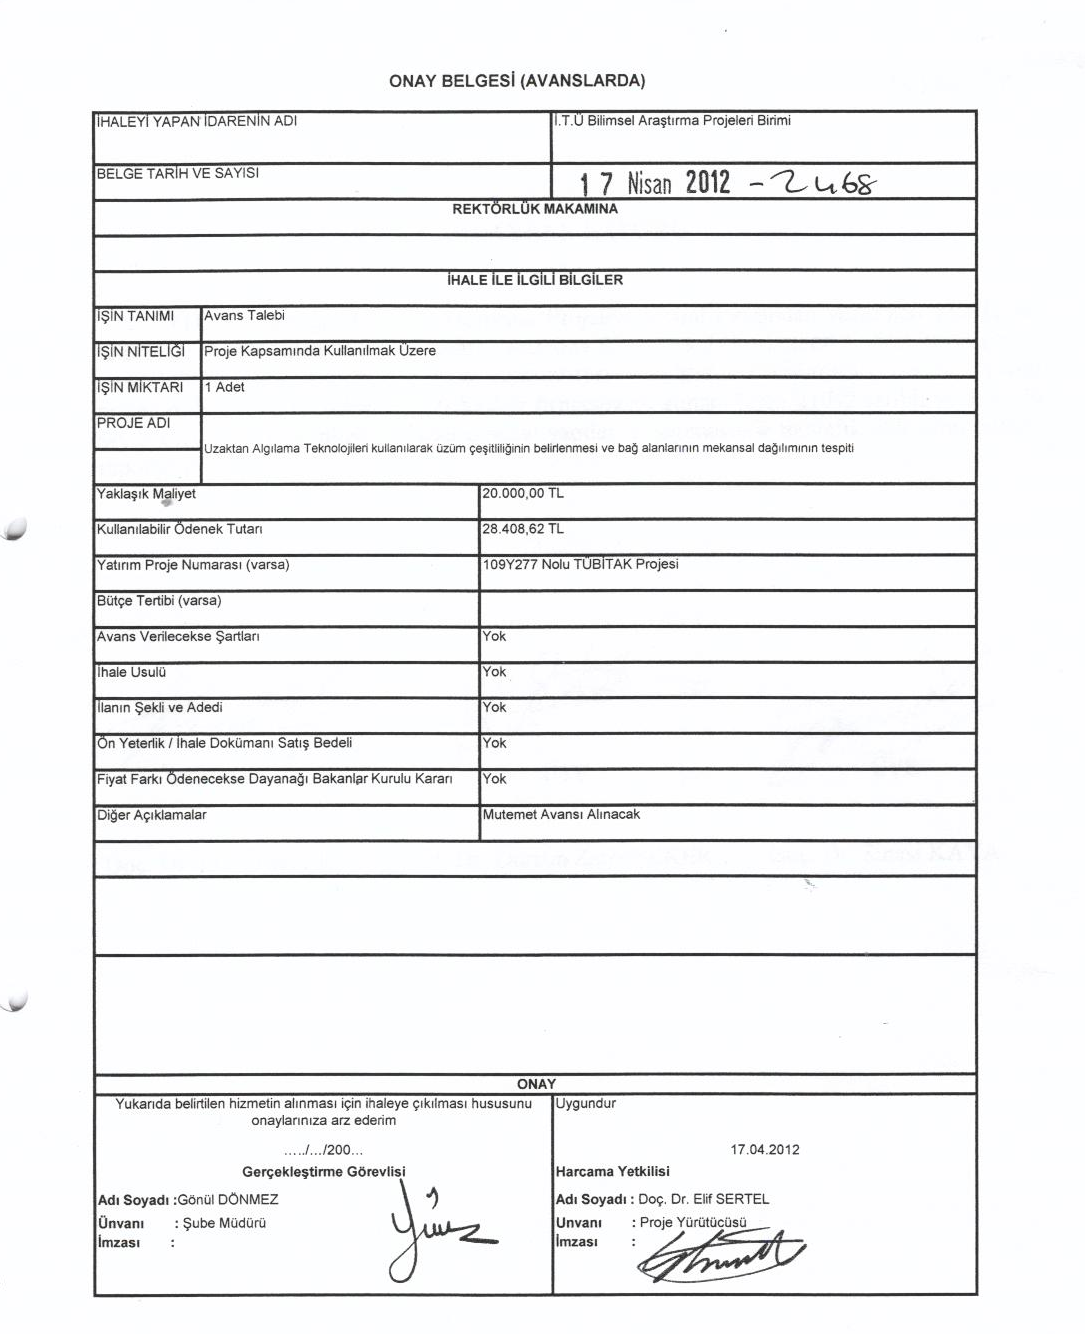 ONAY BELGESİ (AVANSLARDA)
İHALEYİ YAPAN İDARENİN ADI
İ.T.Ü Bilimsel Araştırma Projeleri Birimi
BELGE TARİH VE SAYISI
17 Nisan 2012 - 2468
REKTÖRLÜK MAKAMINA
İHALE İLE İLGİLİ BİLGİLER
İŞİN TANIMI
Avans Talebi
İŞİN NİTELİĞİ
Proje Kapsamında Kullanılmak Üzere
İŞİN MİKTARI
1 Adet
PROJE ADI
Uzaktan Algılama Teknolojileri kullanılarak üzüm çeşitliliğinin belirlenmesi ve bağ alanlarının mekansal dağılımının tespiti
Yaklaşık Maliyet
20.000,00 TL
Kullanılabilir Ödenek Tutarı
28.408,62 TL
Yatırım Proje Numarası (varsa)
109Y277 Nolu TÜBİTAK Projesi
Bütçe Tertibi (varsa)
Avans Verilecekse Şartları
Yok
İhale Usulü
Yok
İlanın Şekli ve Adedi
Yok
Ön Yeterlik / İhale Dokümanı Satış Bedeli
Yok
Fiyat Farkı Ödenecekse Dayanağı Bakanlar Kurulu Kararı
Yok
Diğer Açıklamalar
Mutemet Avansı Alınacak
ONAY
Yukarıda belirtilen hizmetin alınması için ihaleye çıkılması hususunu
onaylarınıza arz ederim
...../.../200...
Gerçekleştirme Görevlisi
Adı Soyadı :Gönül DÖNMEZ
Ünvanı : Şube Müdürü
İmzası :
Uygundur
17.04.2012
Harcama Yetkilisi
Adı Soyadı : Doç. Dr. Elif SERTEL
Unvanı : Proje Yürütücüsü
İmzası :